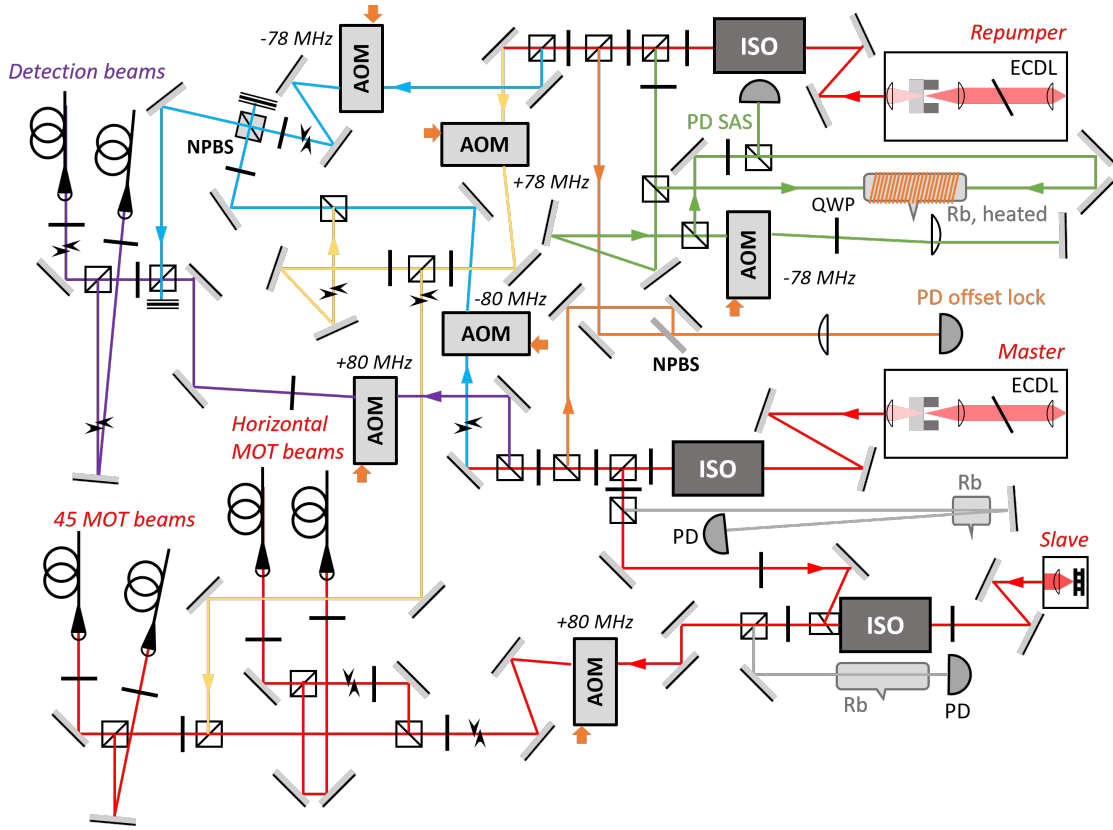 -78 MHz
AOM
ISO
Repumper
ECDL
Detection beams
PD SAS
NPBS
AOM
+78 MHz
QWP
Rb, heated
AOM
-78 MHz
-80 MHz
AOM
PD offset lock
NPBS
Master
+80 MHz
AOM
ECDL
Horizontal
MOT beams
ISO
Rb
45 MOT beams
PD
Slave
+80 MHz
AOM
ISO
Rb
PD